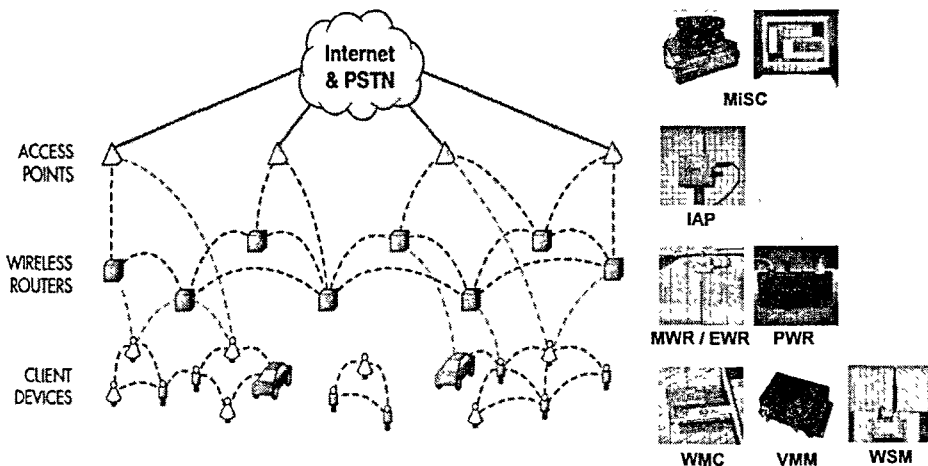 Internet
& PSTN
MiSC
ACCESS
POINTS
IAP
WIRELESS
ROUTERS
MWR / EWR
PWR
CLIENT
DEVICES
WMC
VMM
WSM